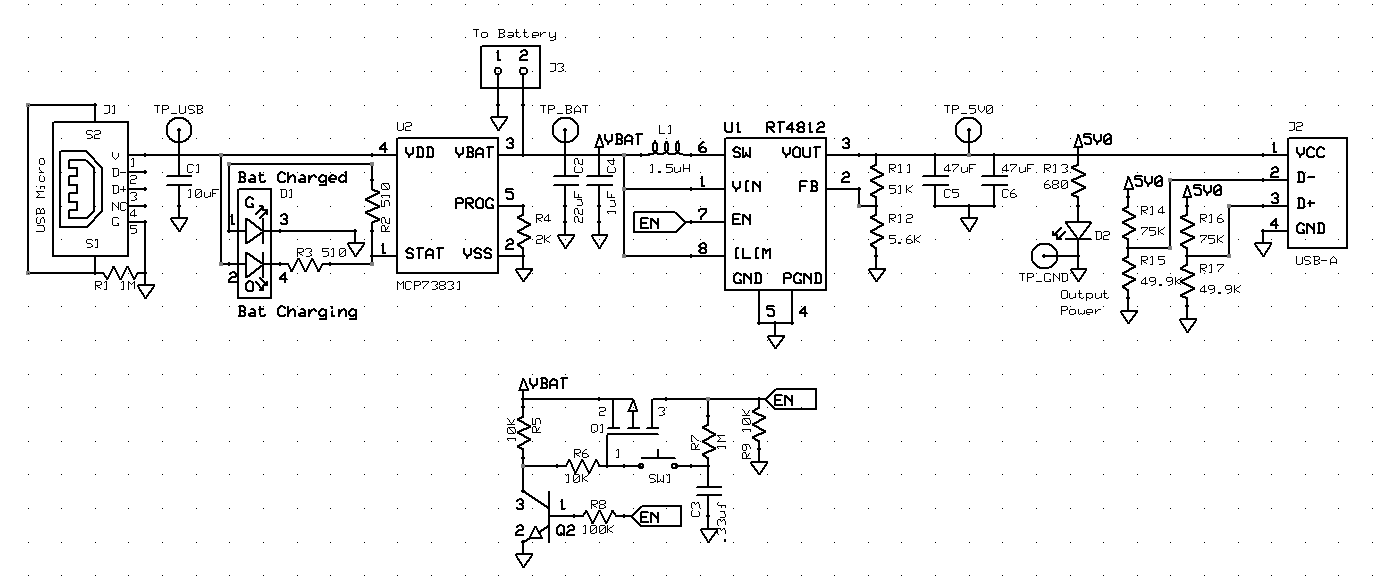 To Battery
1 2
J3
J1
TP_USB
U2
TP_BAT
VBAT
L1
U1 RT4812
TP_5V0
5V0
J2
S2
V
1
D-
2
D+
3
NC
4
G
5
S1
USB Micro
R1 1M
C1
10uF
Bat Charged
D1
G
1
3
2
4
O
R3 510
Bat Charging
R2 510
4
VDD
VBAT
3
PROG
5
1
STAT
VSS
2
MCP73831
R4
2K
C2
22uF
C4
1uF
1.5uH
6
SW
VOUT
3
1
VIN
FB
2
EN
7
EN
8
ILIM
GND
PGND
5
4
R11
51K
R12
5.6K
47uF
C5
47uF
C6
R13
680
D2
TP_GND
Output
Power
5V0
5V0
R14
75K
R16
75K
R15
49.9K
R17
49.9K
1
VCC
2
D-
3
D+
4
GND
USB-A
VBAT
10K
R5
2
3
Q1
1
R6
10K
SW1
R7
1M
R9
10K
EN
C3
.33uf
3
1
2
Q2
R8
100K
EN